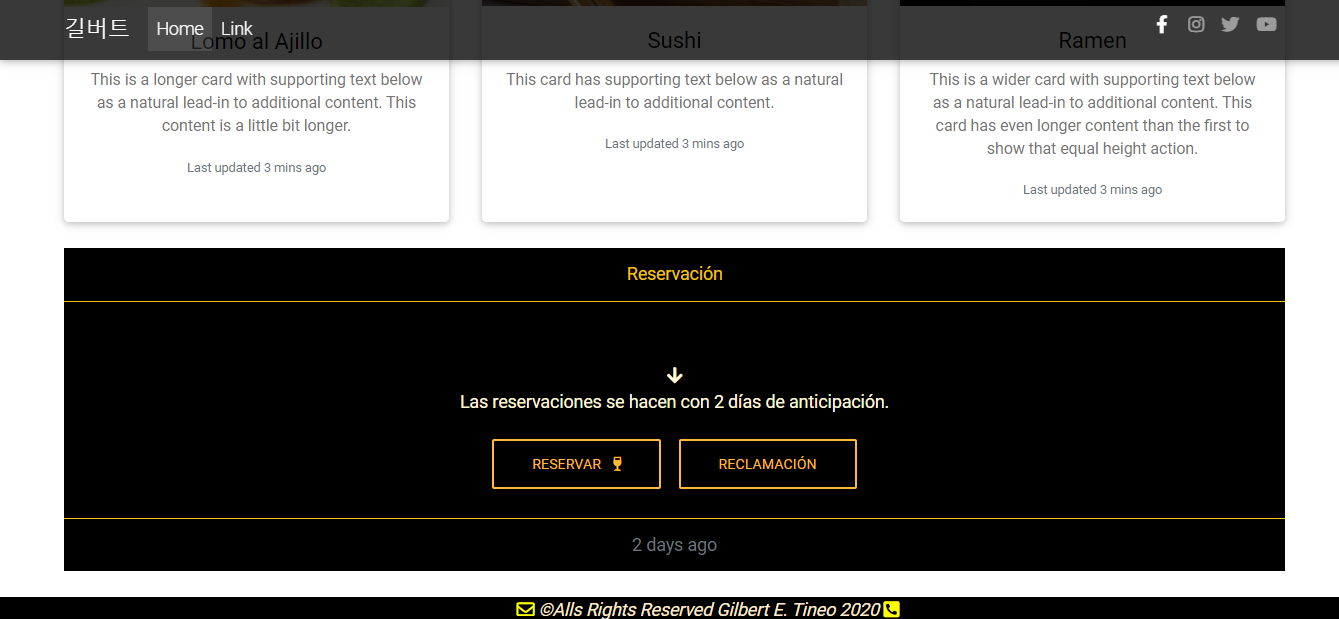 길버트 Home Link
Lomo al Ajillo
This is a longer card with supporting text below
as a natural lead-in to additional content. This
content is a little bit longer.
Last updated 3 mins ago
Sushi
This card has supporting text below as a natural
lead-in to additional content.
Last updated 3 mins ago
Ramen
This is a wider card with supporting text below
as a natural lead-in to additional content. This
card has even longer content than the first to
show that equal height action.
Last updated 3 mins ago
Reservación
Las reservaciones se hacen con 2 días de anticipación.
RESERVAR
RECLAMACIÓN
2 days ago
©Alls Rights Reserved Gilbert E. Tineo 2020